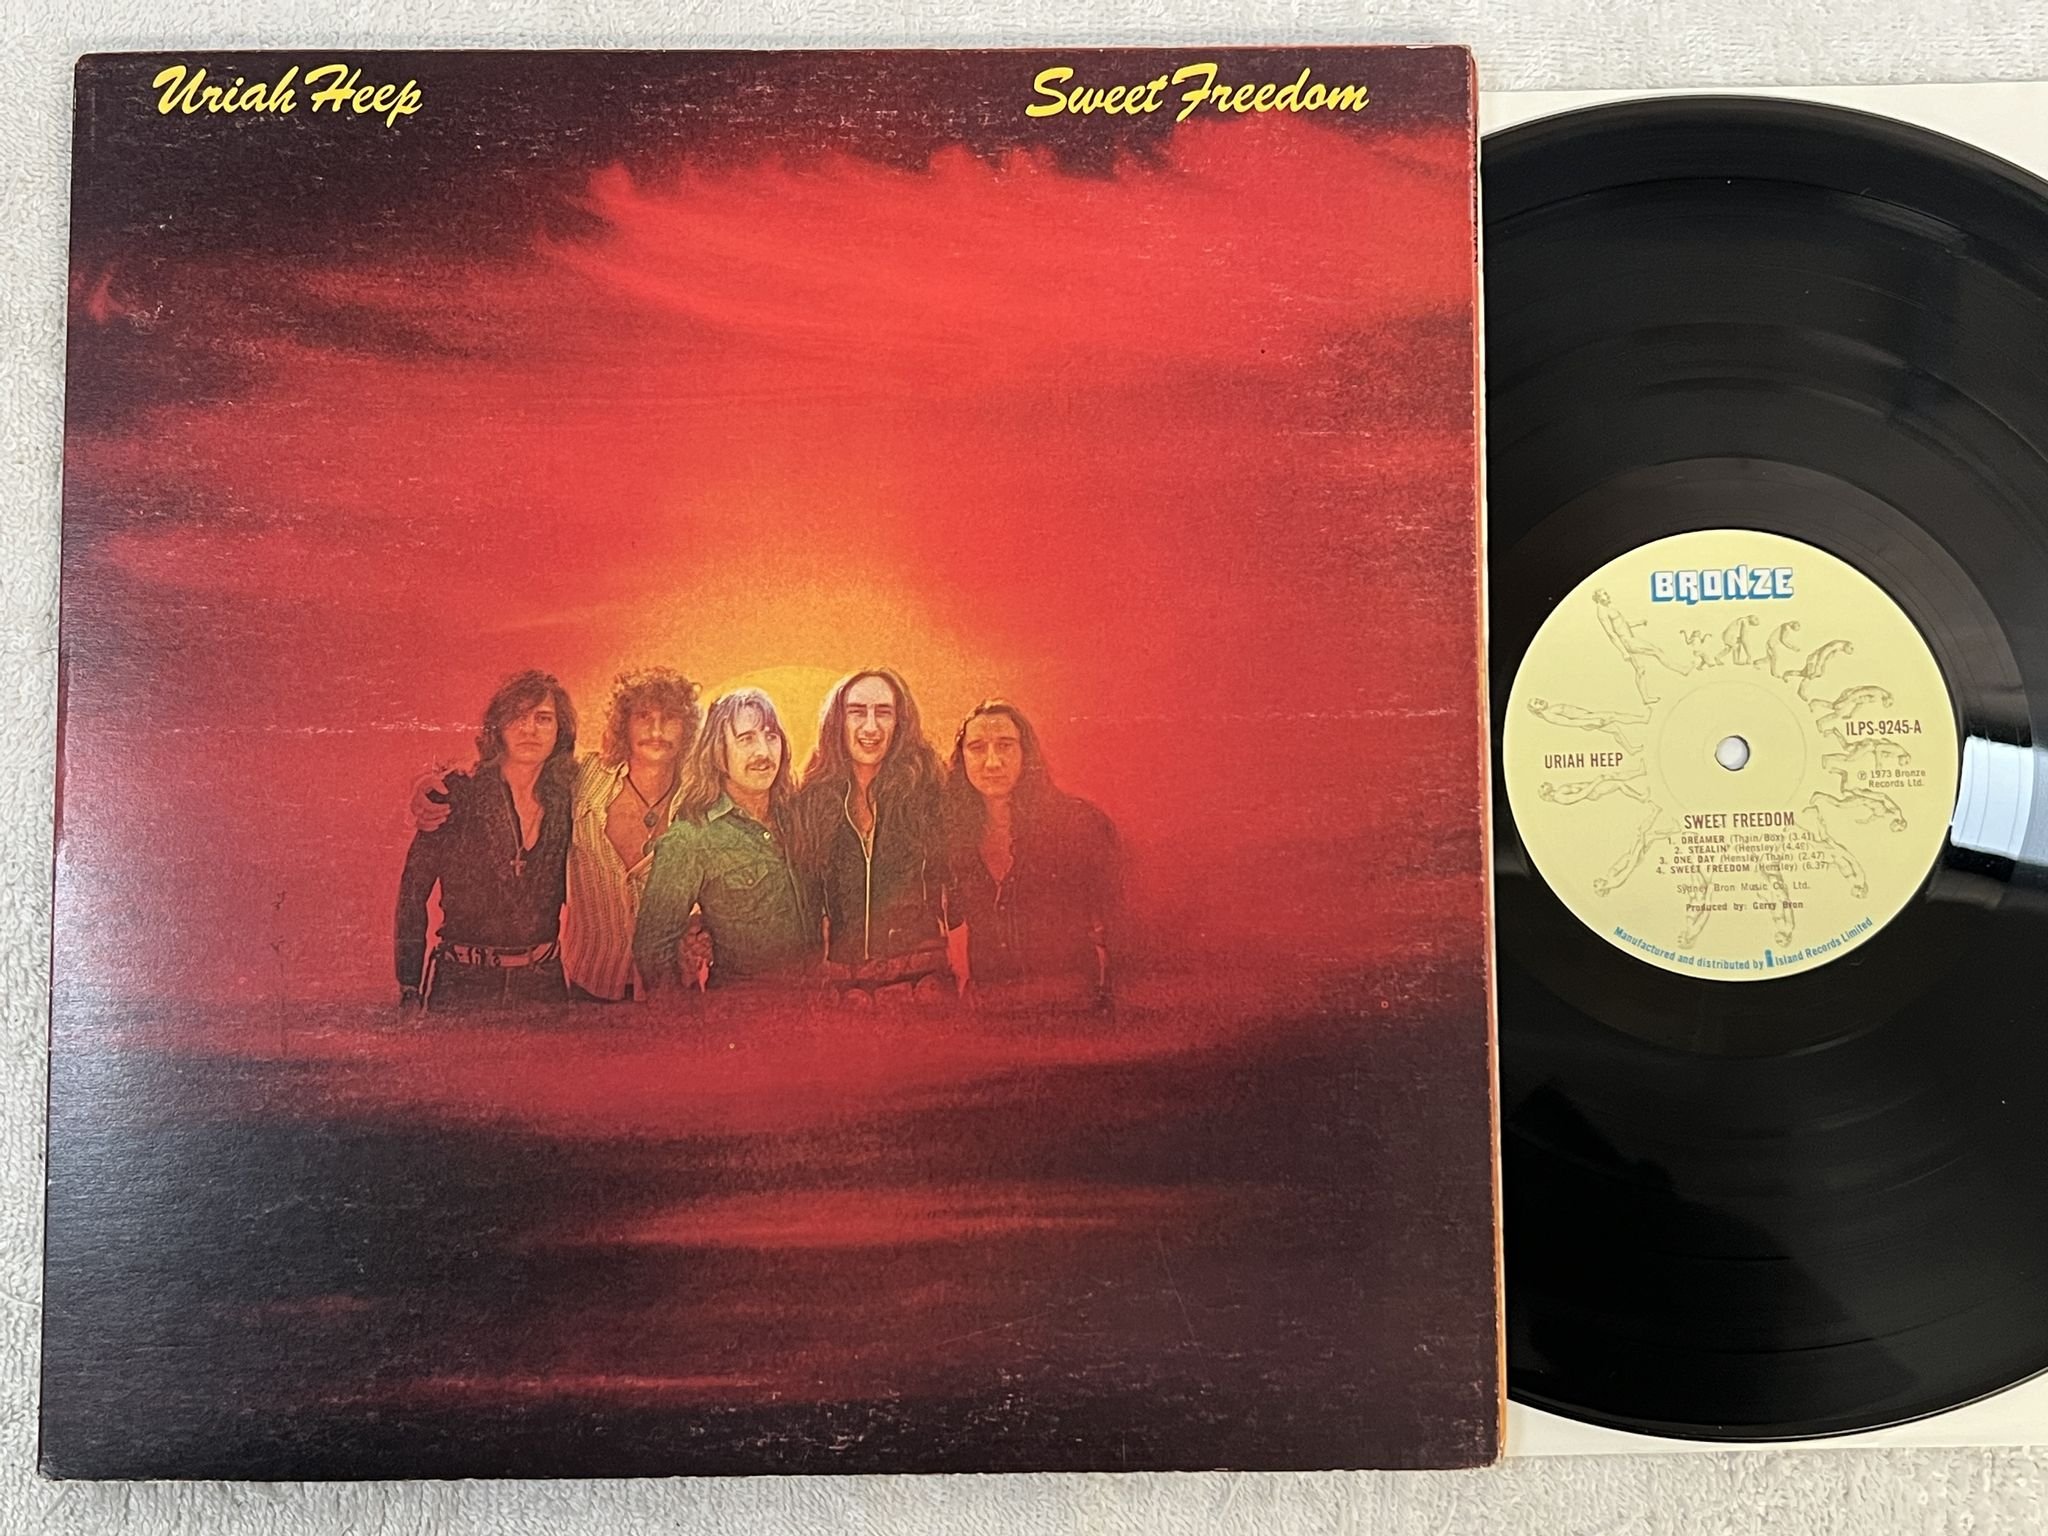 Uriah Heep
Sweet Freedom
BRONZE
ILPS-9245-A
URIAH HEEP
℗ 1973 Bronze
Records Ltd.
SWEET FREEDOM
1. DREAMER (Thain/Box) (3.41)
2. STEALIN' (Hensley) (4.49)
3. ONE DAY (Hensley/Thain) (2.47)
4. SWEET FREEDOM (Hensley) (6.37)
Sydney Bron Music Co. Ltd.
Produced by: Gerry Bron
Manufactured and distributed by i Island Records Limited